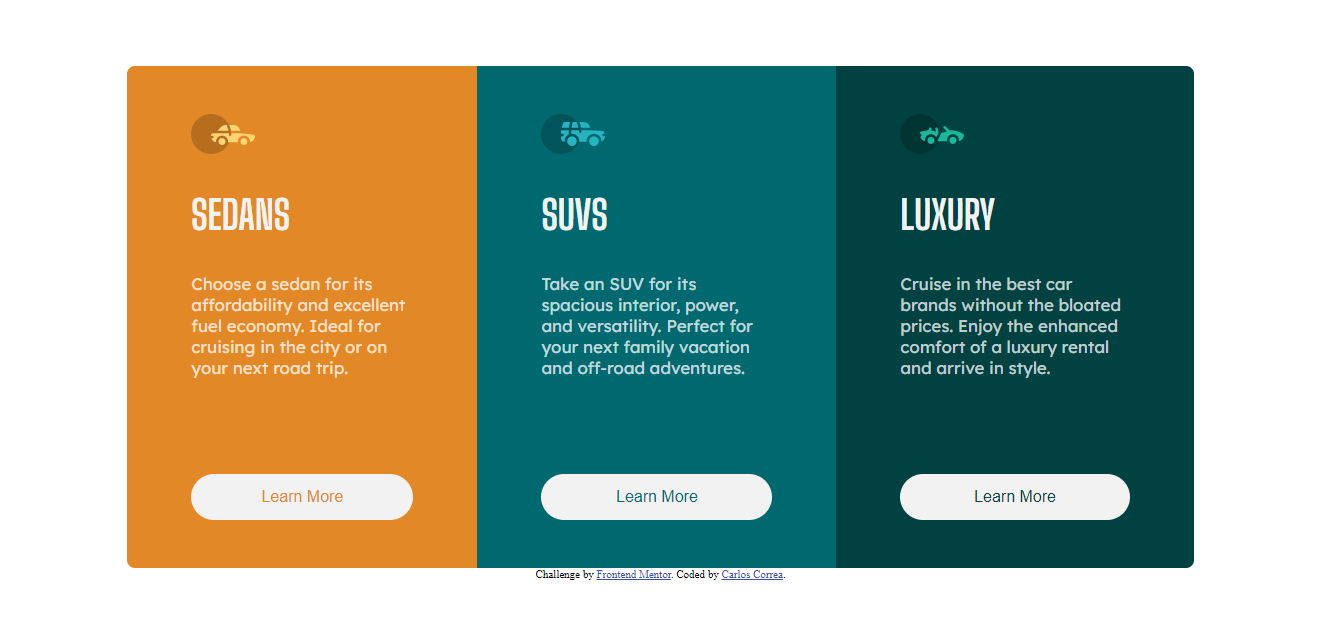 SEDANS
Choose a sedan for its
affordability and excellent
fuel economy. Ideal for
cruising in the city or on
your next road trip.
Learn More
SUVS
Take an SUV for its
spacious interior, power,
and versatility. Perfect for
your next family vacation
and off-road adventures.
Learn More
LUXURY
Cruise in the best car
brands without the bloated
prices. Enjoy the enhanced
comfort of a luxury rental
and arrive in style.
Learn More
Challenge by Frontend Mentor. Coded by Carlos Correa.